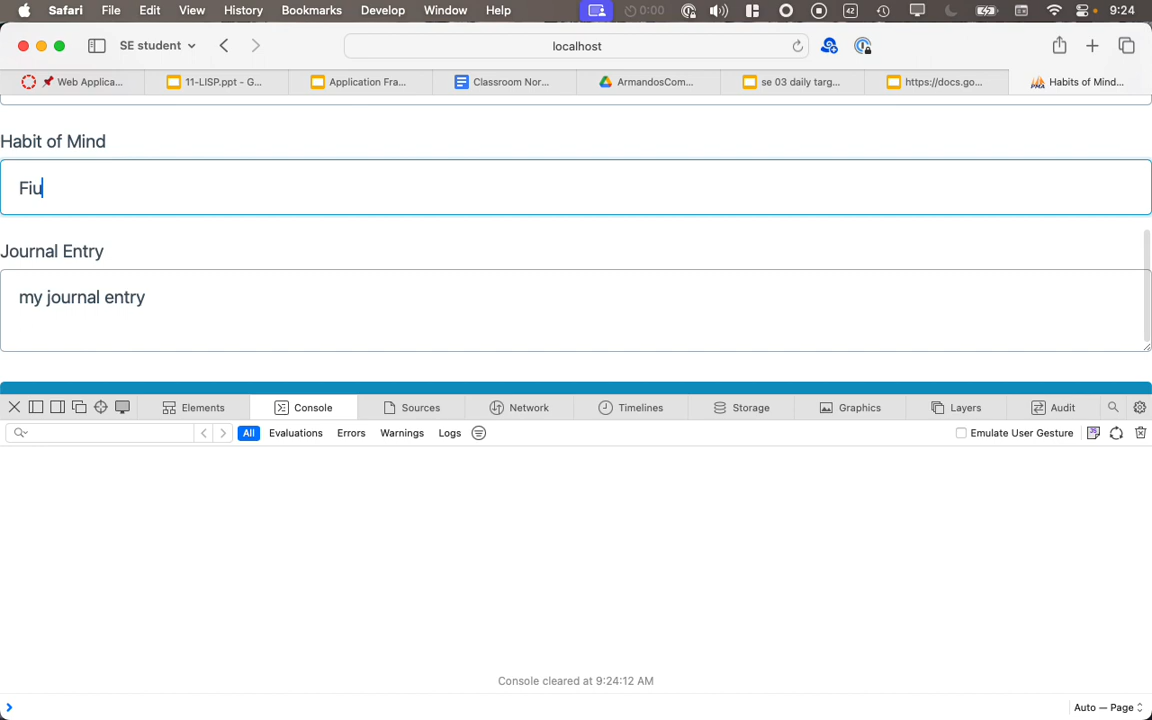 Safari File Edit View History Bookmarks Develop Window Help 0:00 42 9:24
SE student localhost
Web Applica... 11-LISP.ppt - G... Application Fra... Classroom Nor... ArmandosCom... se 03 daily targ... https://docs.go... PMA Habits of Mind...
Habit of Mind
Fiu
Journal Entry
my journal entry
Elements Console Sources Network Timelines Storage Graphics Layers Audit
All Evaluations Errors Warnings Logs Emulate User Gesture JS
Console cleared at 9:24:12 AM
Auto — Page